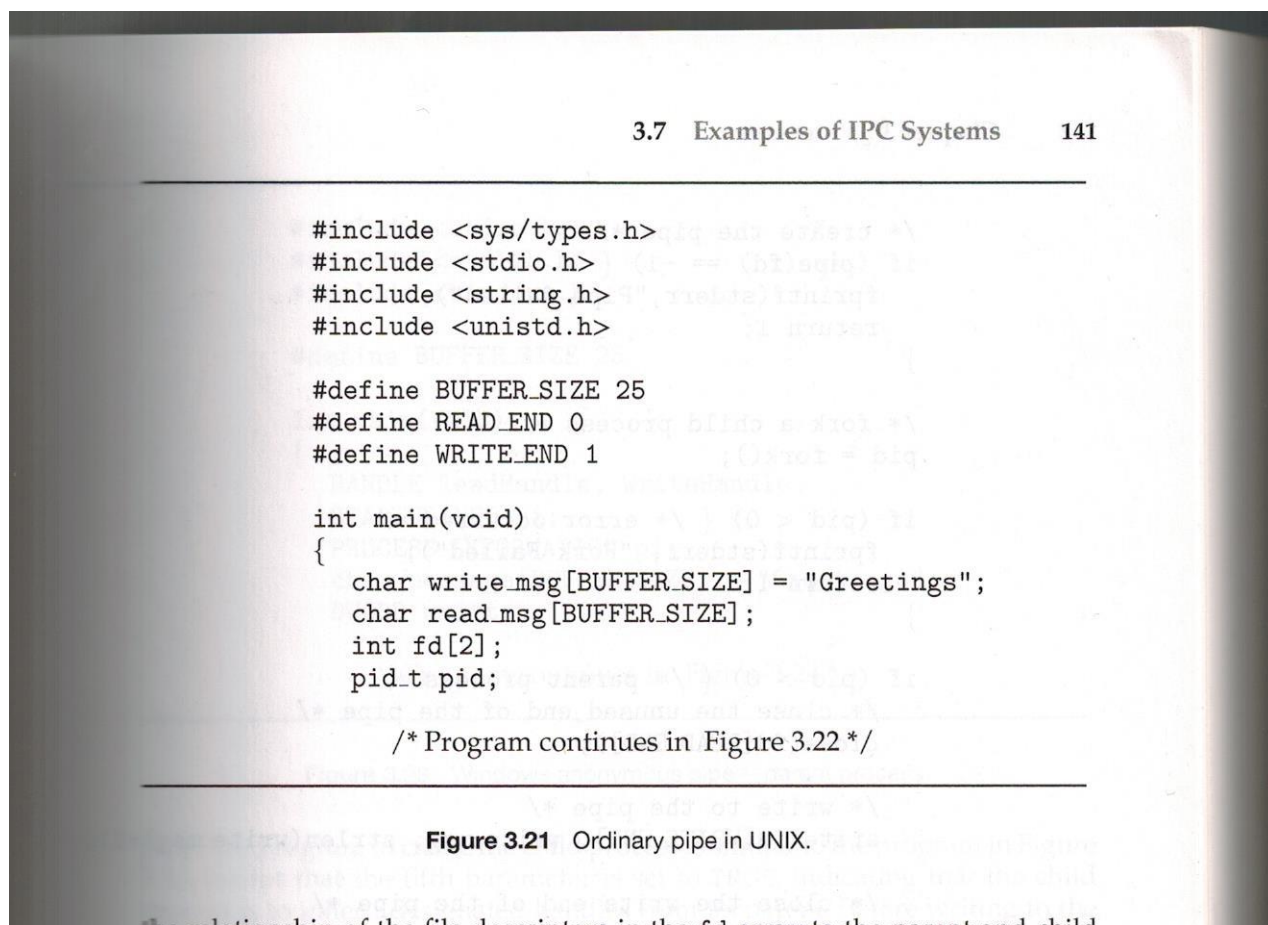 3.7 Examples of IPC Systems 141
#include <sys/types.h>
#include <stdio.h>
#include <string.h>
#include <unistd.h>
#define BUFFER_SIZE 25
#define READ_END 0
#define WRITE_END 1
int main(void)
{
char write_msg[BUFFER_SIZE] = "Greetings";
char read_msg[BUFFER_SIZE];
int fd[2];
pid_t pid;
/* Program continues in Figure 3.22 */
Figure 3.21 Ordinary pipe in UNIX.